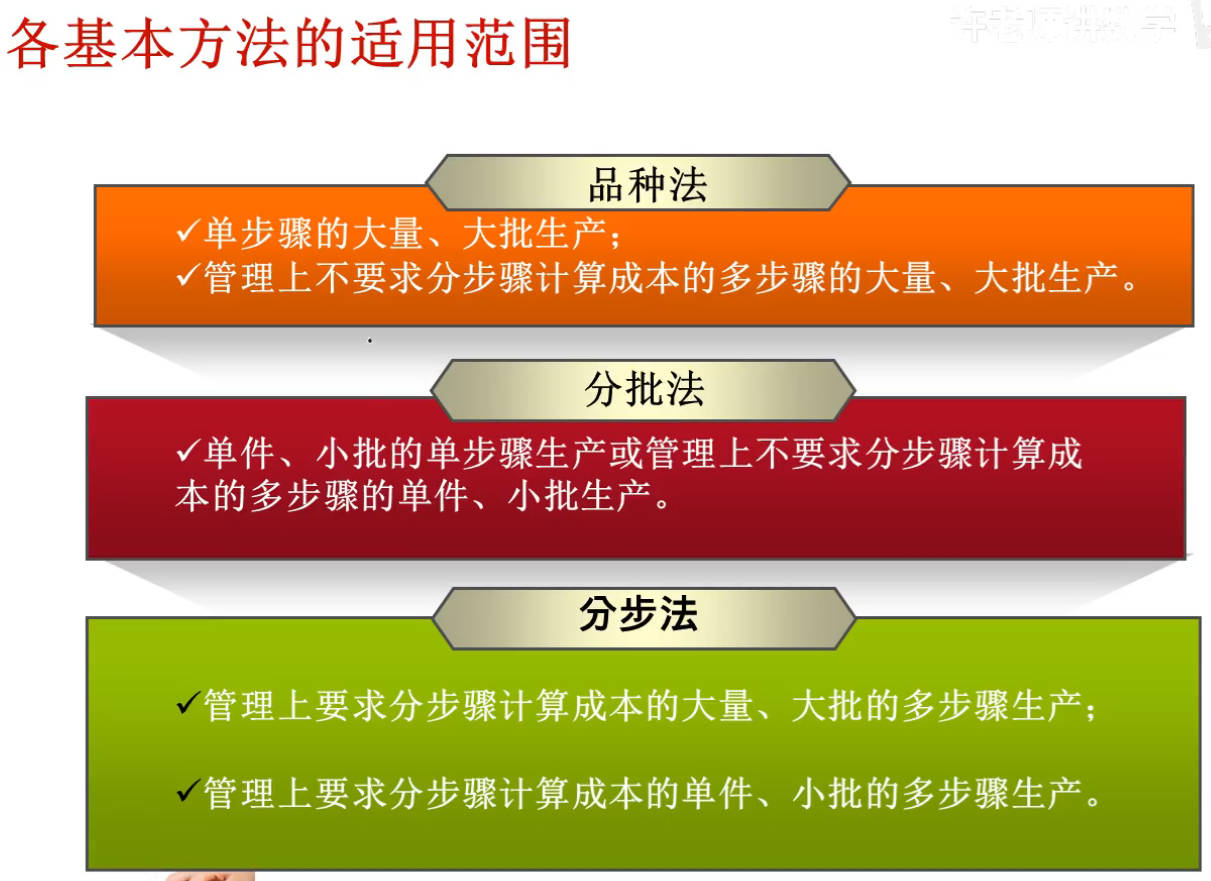 各基本方法的适用范围
品种法
✓单步骤的大量、大批生产；
✓管理上不要求分步骤计算成本的多步骤的大量、大批生产。
分批法
✓单件、小批的单步骤生产或管理上不要求分步骤计算成
本的多步骤的单件、小批生产。
分步法
✓管理上要求分步骤计算成本的大量、大批的多步骤生产；
✓管理上要求分步骤计算成本的单件、小批的多步骤生产。